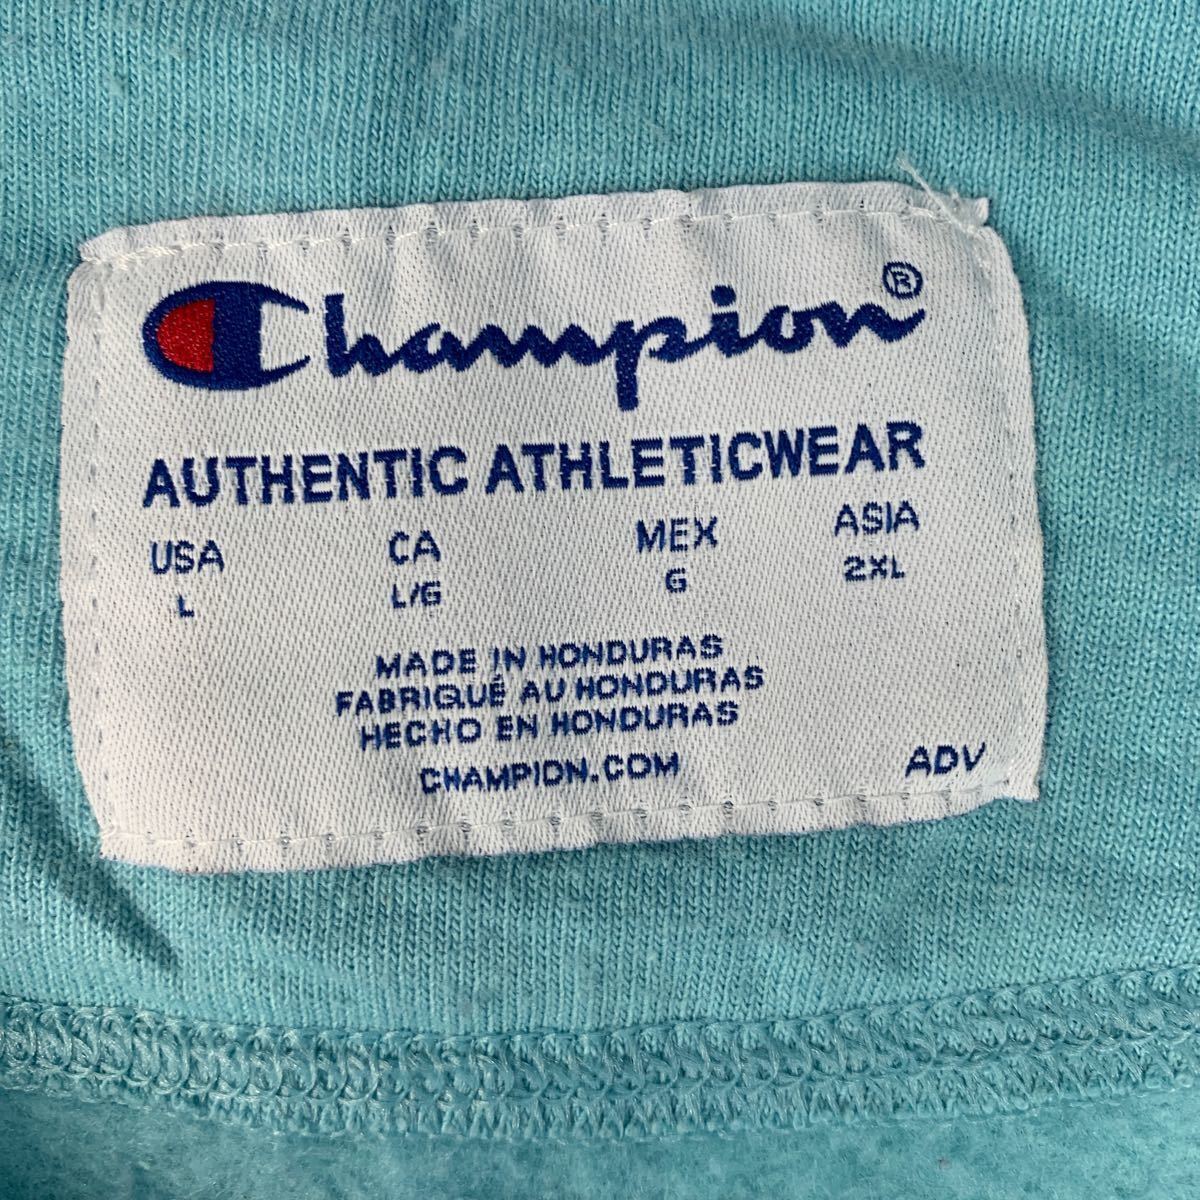 Champion®
AUTHENTIC ATHLETICWEAR
USA CA MEX ASIA
L L/G G 2XL
MADE IN HONDURAS
FABRIQUÉ AU HONDURAS
HECHO EN HONDURAS
CHAMPION.COM ADV